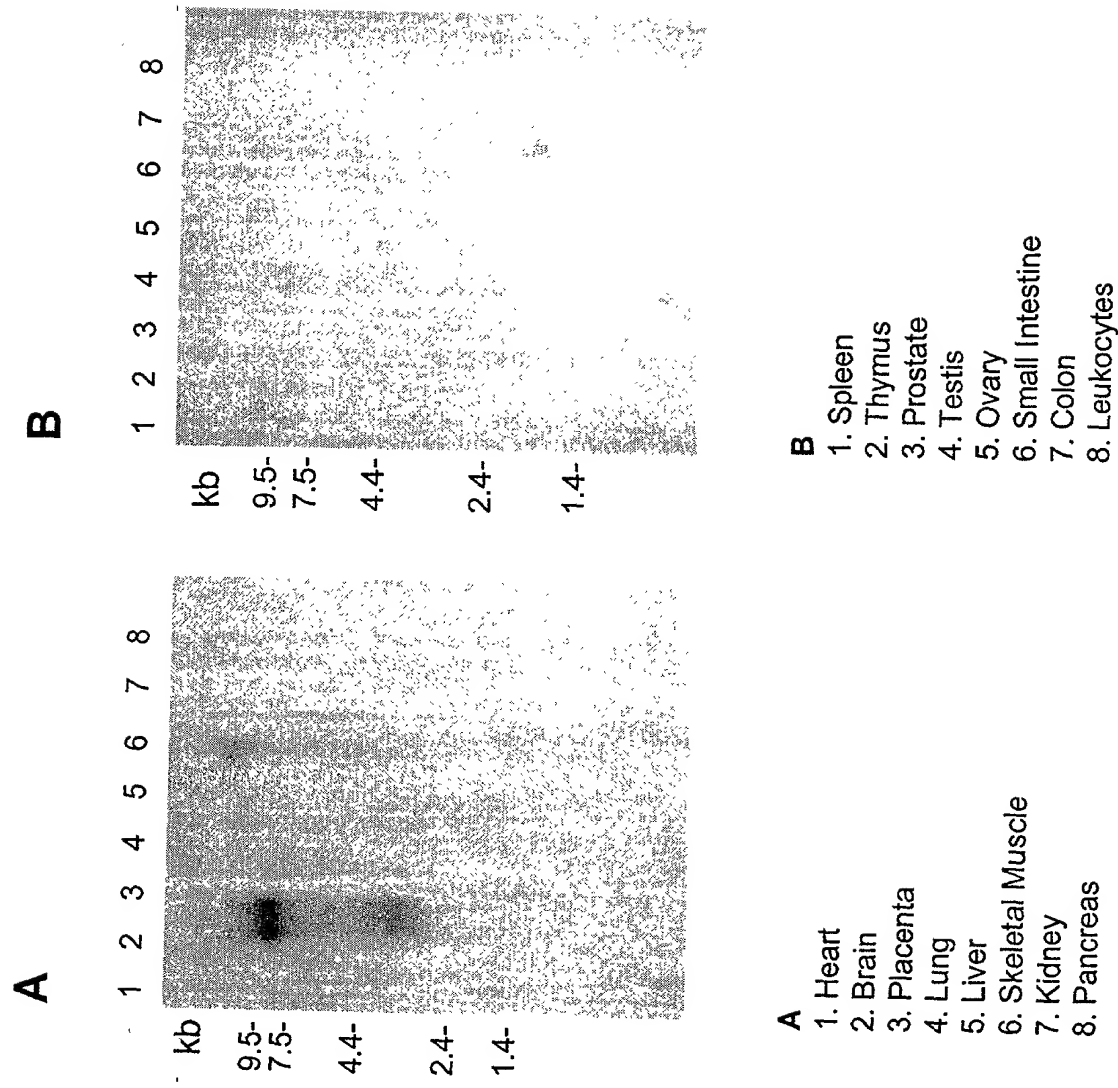 A
1 2 3 4 5 6 7 8
kb
9.5-
7.5-
4.4-
2.4-
1.4-
A
1. Heart
2. Brain
3. Placenta
4. Lung
5. Liver
6. Skeletal Muscle
7. Kidney
8. Pancreas
B
1 2 3 4 5 6 7 8
kb
9.5-
7.5-
4.4-
2.4-
1.4-
B
1. Spleen
2. Thymus
3. Prostate
4. Testis
5. Ovary
6. Small Intestine
7. Colon
8. Leukocytes